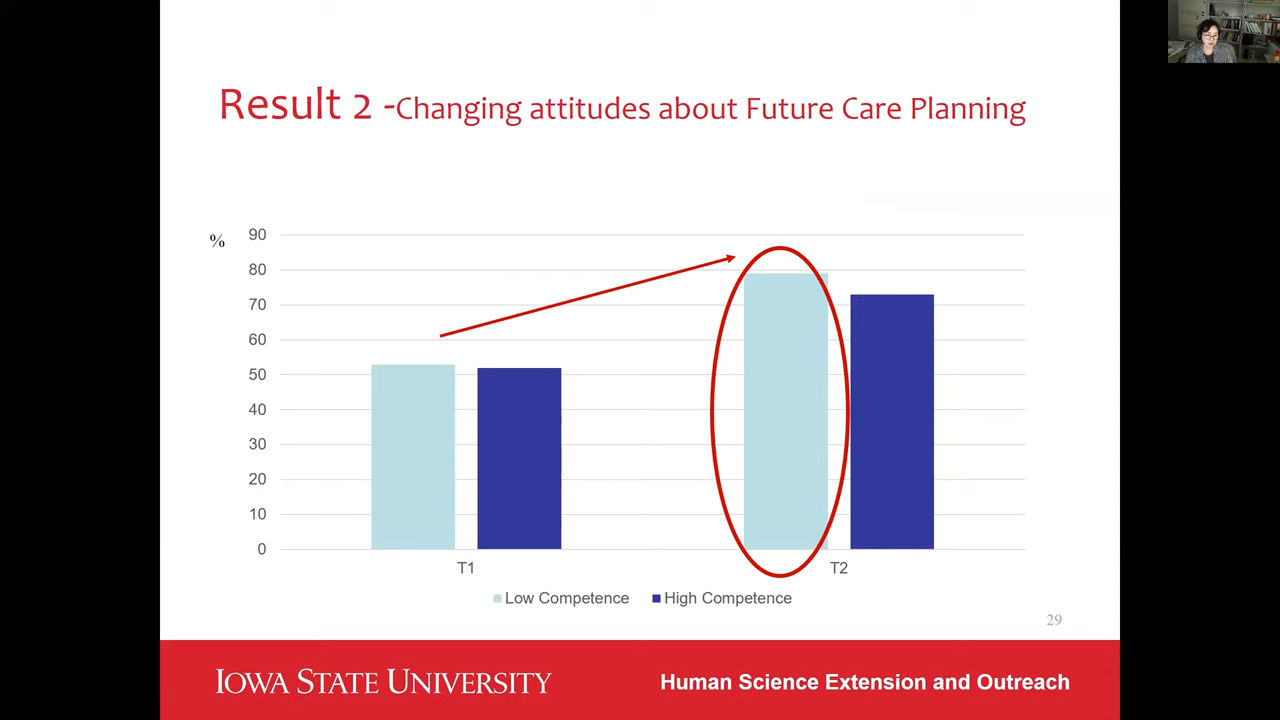 Result 2 -Changing attitudes about Future Care Planning
%
90
80
70
60
50
40
30
20
10
0
T1
T2
Low Competence
High Competence
29
IOWA STATE UNIVERSITY
Human Science Extension and Outreach